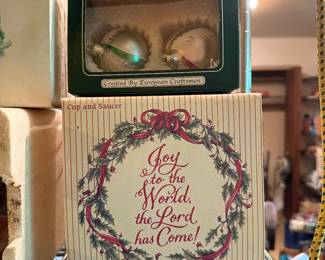 Created By European Craftsmen
Cup and Saucer
Joy
to the
World,
the Lord
has Come!